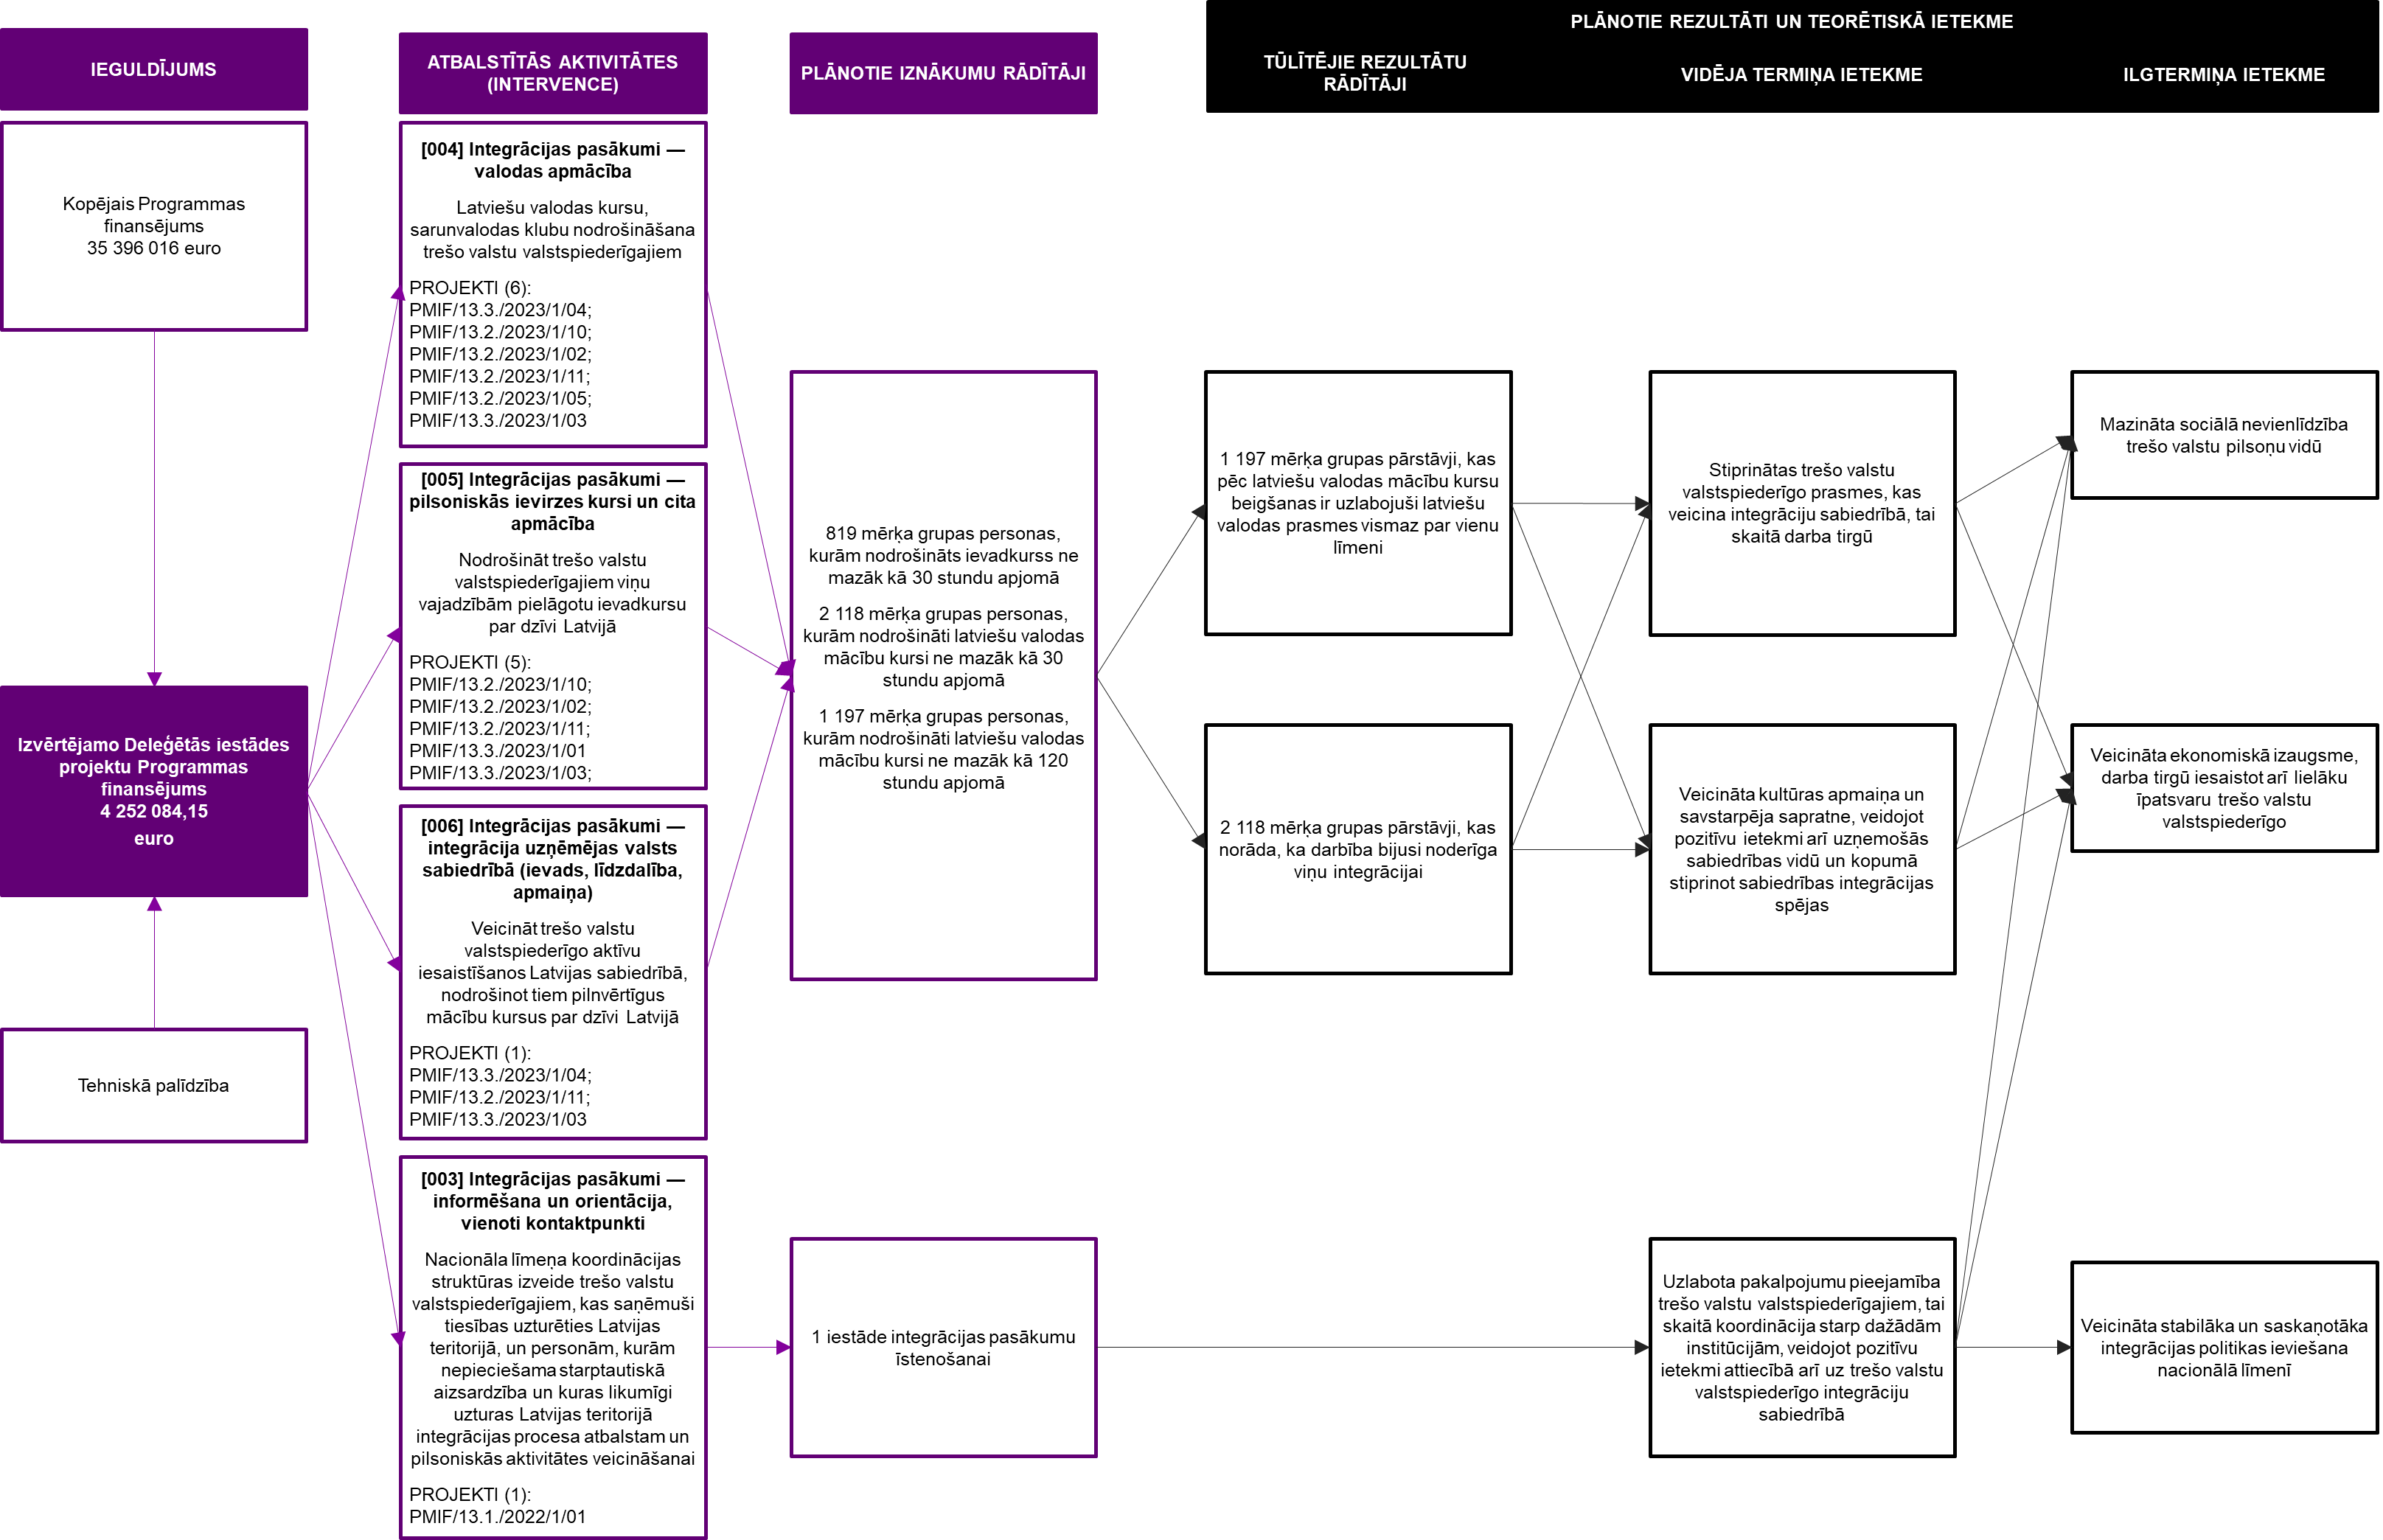 PLĀNOTIE REZULTĀTI UN TEORĒTISKĀ IETEKME
IEGULDĪJUMS
ATBALSTĪTĀS AKTIVITĀTES
(INTERVENCE)
PLĀNOTIE IZNĀKUMU RĀDĪTĀJI
TŪLĪTĒJIE REZULTĀTU
RĀDĪTĀJI
VIDĒJA TERMIŅA IETEKME
ILGTERMIŅA IETEKME
Kopējais Programmas
finansējums
35 396 016 euro
Izvērtējamo Deleģētās iestādes
projektu Programmas
finansējums
4 252 084,15
euro
Tehniskā palīdzība
[004] Integrācijas pasākumi —
valodas apmācība
Latviešu valodas kursu,
sarunvalodas klubu nodrošināšana
trešo valstu valstspiederīgajiem
PROJEKTI (6):
PMIF/13.3./2023/1/04;
PMIF/13.2./2023/1/10;
PMIF/13.2./2023/1/02;
PMIF/13.2./2023/1/11;
PMIF/13.2./2023/1/05;
PMIF/13.3./2023/1/03
[005] Integrācijas pasākumi —
pilsoniskās ievirzes kursi un cita
apmācība
Nodrošināt trešo valstu
valstspiederīgajiem viņu
vajadzībām pielāgotu ievadkursu
par dzīvi Latvijā
PROJEKTI (5):
PMIF/13.2./2023/1/10;
PMIF/13.2./2023/1/02;
PMIF/13.2./2023/1/11;
PMIF/13.3./2023/1/01
PMIF/13.3./2023/1/03;
[006] Integrācijas pasākumi —
integrācija uzņēmējas valsts
sabiedrībā (ievads, līdzdalība,
apmaiņa)
Veicināt trešo valstu
valstspiederīgo aktīvu
iesaistīšanos Latvijas sabiedrībā,
nodrošinot tiem pilnvērtīgus
mācību kursus par dzīvi Latvijā
PROJEKTI (1):
PMIF/13.3./2023/1/04;
PMIF/13.2./2023/1/11;
PMIF/13.3./2023/1/03
[003] Integrācijas pasākumi —
informēšana un orientācija,
vienoti kontaktpunkti
Nacionāla līmeņa koordinācijas
struktūras izveide trešo valstu
valstspiederīgajiem, kas saņēmuši
tiesības uzturēties Latvijas
teritorijā, un personām, kurām
nepieciešama starptautiskā
aizsardzība un kuras likumīgi
uzturas Latvijas teritorijā
integrācijas procesa atbalstam un
pilsoniskās aktivitātes veicināšanai
PROJEKTI (1):
PMIF/13.1./2022/1/01
819 mērķa grupas personas,
kurām nodrošināts ievadkurss ne
mazāk kā 30 stundu apjomā
2 118 mērķa grupas personas,
kurām nodrošināti latviešu valodas
mācību kursi ne mazāk kā 30
stundu apjomā
1 197 mērķa grupas personas,
kurām nodrošināti latviešu valodas
mācību kursi ne mazāk kā 120
stundu apjomā
1 iestāde integrācijas pasākumu
īstenošanai
1 197 mērķa grupas pārstāvji, kas
pēc latviešu valodas mācību kursu
beigšanas ir uzlabojuši latviešu
valodas prasmes vismaz par vienu
līmeni
2 118 mērķa grupas pārstāvji, kas
norāda, ka darbība bijusi noderīga
viņu integrācijai
Stiprinātas trešo valstu
valstspiederīgo prasmes, kas
veicina integrāciju sabiedrībā, tai
skaitā darba tirgū
Veicināta kultūras apmaiņa un
savstarpēja sapratne, veidojot
pozitīvu ietekmi arī uzņemošās
sabiedrības vidū un kopumā
stiprinot sabiedrības integrācijas
spējas
Uzlabota pakalpojumu pieejamība
trešo valstu valstspiederīgajiem, tai
skaitā koordinācija starp dažādām
institūcijām, veidojot pozitīvu
ietekmi attiecībā arī uz trešo valstu
valstspiederīgo integrāciju
sabiedrībā
Mazināta sociālā nevienlīdzība
trešo valstu pilsoņu vidū
Veicināta ekonomiskā izaugsme,
darba tirgū iesaistot arī lielāku
īpatsvaru trešo valstu
valstspiederīgo
Veicināta stabilāka un saskaņotāka
integrācijas politikas ieviešana
nacionālā līmenī